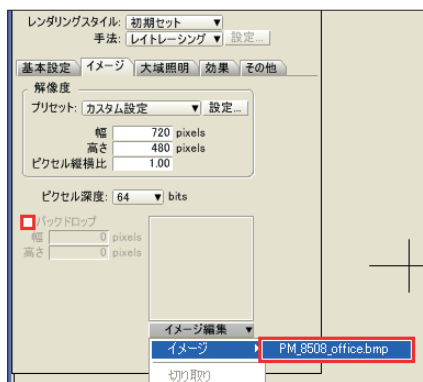 レンダリングスタイル: 初期セット
手法: レイトレーシング 設定...
基本設定 イメージ 大域照明 効果 その他
解像度
プリセット: カスタム設定 設定...
幅 720 pixels
高さ 480 pixels
ピクセル縦横比 1.00
ピクセル深度: 64 bits
バックドロップ
幅 0 pixels
高さ 0 pixels
イメージ編集
イメージ PM_8508_office.bmp
切り取り